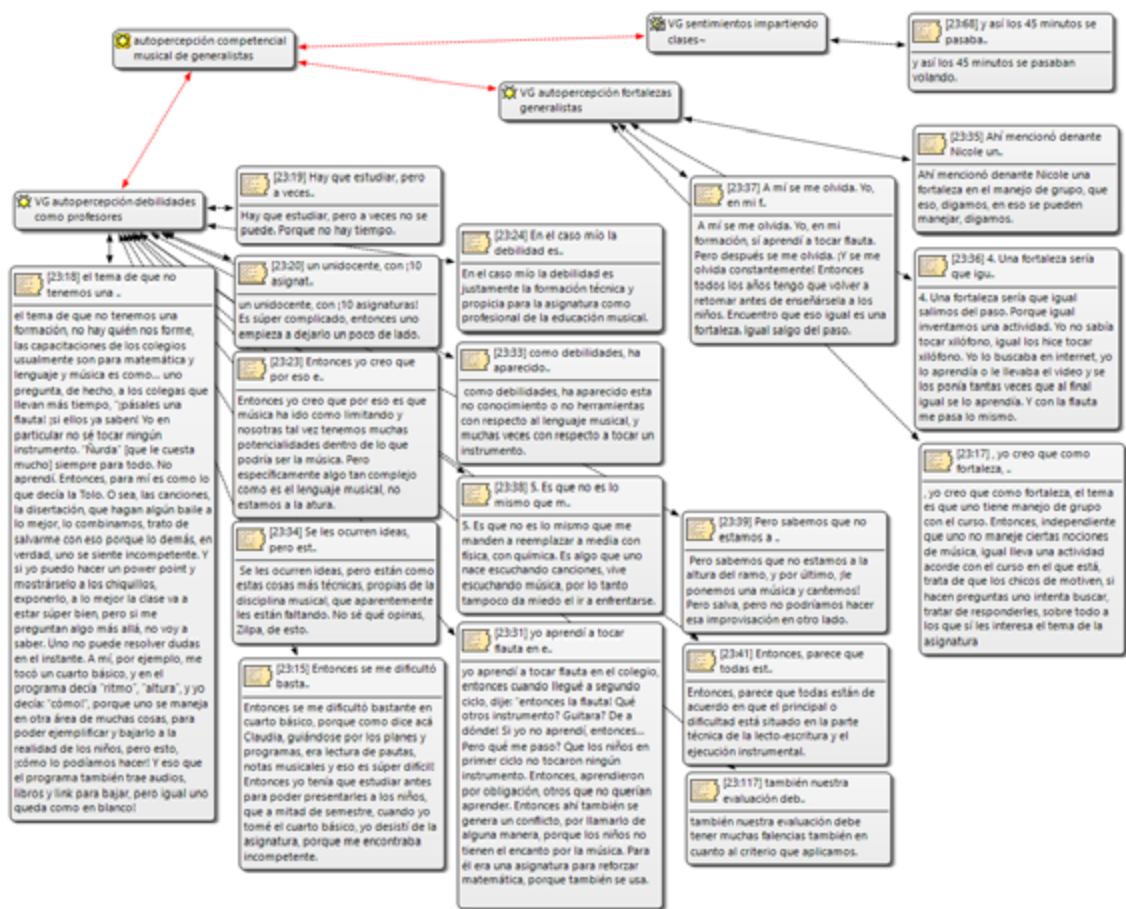 autopercepción competencial
musical de generalistas
VG sentimientos impartiendo
clases~
[23:68] y así los 45 minutos se
pasaba..
y así los 45 minutos se pasaban
volando.
VG autopercepción fortalezas
generalistas
VG autopercepción debilidades
como profesores
[23:19] Hay que estudiar, pero
a veces..
Hay que estudiar, pero a veces no se
puede. Porque no hay tiempo.
[23:18] el tema de que no
tenemos una ..
el tema de que no tenemos una
formación, no hay quién nos forme,
las capacitaciones de los colegios
usualmente son para matemática y
lenguaje y música es como... uno
pregunta, de hecho, a los colegas que
llevan más tiempo, "¡pásales una
flauta! ¡si ellos ya saben! Yo en
particular no sé tocar ningún
instrumento. "Ñurda" [que le cuesta
mucho] siempre para todo. No
aprendí. Entonces, para mí es como lo
que decía la Tolo. O sea, las canciones,
la disertación, que hagan algún baile a
lo mejor, lo combinamos, trato de
salvarme con eso porque lo demás, en
verdad, uno se siente incompetente. Y
si yo puedo hacer un power point y
mostrárselo a los chiquillos,
exponerlo, a lo mejor la clase va a
estar súper bien, pero si me
preguntan algo más allá, no voy a
saber. Uno no puede resolver dudas
en el instante. A mí, por ejemplo, me
tocó un cuarto básico, y en el
programa decía "ritmo", "altura", y yo
decía: "cómo!", porque uno se maneja
en otra área de muchas cosas, para
poder ejemplificar y bajarlo a la
realidad de los niños, pero esto,
¡cómo lo podíamos hacer! Y eso que
el programa también trae audios,
libros y link para bajar, pero igual uno
queda como en blanco!
[23:20] un unidocente, con ¡10
asignat..
un unidocente, con ¡10 asignaturas!
Es súper complicado, entonces uno
empieza a dejarlo un poco de lado.
[23:23] Entonces yo creo que
por eso e..
Entonces yo creo que por eso es que
música ha ido como limitando y
nosotras tal vez tenemos muchas
potencialidades dentro de lo que
podría ser la música. Pero
específicamente algo tan complejo
como es el lenguaje musical, no
estamos a la atura.
[23:34] Se les ocurren ideas,
pero est..
Se les ocurren ideas, pero están como
estas cosas más técnicas, propias de la
disciplina musical, que aparentemente
les están faltando. No sé qué opinas,
Zilpa, de esto.
[23:15] Entonces se me dificultó
basta..
Entonces se me dificultó bastante en
cuarto básico, porque como dice acá
Claudia, guiándose por los planes y
programas, era lectura de pautas,
notas musicales y eso es súper difícil!
Entonces yo tenía que estudiar antes
para poder presentarles a los niños,
que a mitad de semestre, cuando yo
tomé el cuarto básico, yo desistí de la
asignatura, porque me encontraba
incompetente.
[23:24] En el caso mío la
debilidad es..
En el caso mío la debilidad es
justamente la formación técnica y
propicia para la asignatura como
profesional de la educación musical.
[23:33] como debilidades, ha
aparecido..
como debilidades, ha aparecido esta
no conocimiento o no herramientas
con respecto al lenguaje musical, y
muchas veces con respecto a tocar un
instrumento.
[23:38] 5. Es que no es lo
mismo que m..
5. Es que no es lo mismo que me
manden a reemplazar a media con
física, con química. Es algo que uno
nace escuchando canciones, vive
escuchando música, por lo tanto
tampoco da miedo el ir a enfrentarse.
[23:31] yo aprendí a tocar
flauta en e..
yo aprendí a tocar flauta en el colegio,
entonces cuando llegué a segundo
ciclo, dije: "entonces la flauta! Qué
otros instrumento? Guitara? De a
dónde! Si yo no aprendí, entonces...
Pero qué me paso? Que los niños en
primer ciclo no tocaron ningún
instrumento. Entonces, aprendieron
por obligación, otros que no querían
aprender. Entonces ahí también se
genera un conflicto, por llamarlo de
alguna manera, porque los niños no
tienen el encanto por la música. Para
él era una asignatura para reforzar
matemática, porque también se usa.
[23:37] A mí se me olvida. Yo,
en mi f..
A mí se me olvida. Yo, en mi
formación, sí aprendí a tocar flauta.
Pero después se me olvida. ¡Y se me
olvida constantemente! Entonces
todos los años tengo que volver a
retomar antes de enseñársela a los
niños. Encuentro que eso igual es una
fortaleza. Igual salgo del paso.
[23:39] Pero sabemos que no
estamos a ..
Pero sabemos que no estamos a la
altura del ramo, y por último, ¡le
ponemos una música y cantemos!
Pero salva, pero no podríamos hacer
esa improvisación en otro lado.
[23:41] Entonces, parece que
todas est..
Entonces, parece que todas están de
acuerdo en que el principal o
dificultad está situado en la parte
técnica de la lecto-escritura y el
ejecución instrumental.
[23:117] también nuestra
evaluación deb..
también nuestra evaluación debe
tener muchas falencias también en
cuanto al criterio que aplicamos.
[23:35] Ahí mencionó denante
Nicole un..
Ahí mencionó denante Nicole una
fortaleza en el manejo de grupo, que
eso, digamos, en eso se pueden
manejar, digamos.
[23:36] 4. Una fortaleza sería
que igu..
4. Una fortaleza sería que igual
salimos del paso. Porque igual
inventamos una actividad. Yo no sabía
tocar xilófono, igual los hice tocar
xilófono. Yo lo buscaba en internet, yo
lo aprendía o le llevaba el video y se
los ponía tantas veces que al final
igual se lo aprendía. Y con la flauta
me pasa lo mismo.
[23:17] , yo creo que como
fortaleza, ..
, yo creo que como fortaleza, el tema
es que uno tiene manejo de grupo
con el curso. Entonces, independiente
que uno no maneje ciertas nociones
de música, igual lleva una actividad
acorde con el curso en el que está,
trata de que los chicos de motiven, si
hacen preguntas uno intenta buscar,
tratar de responderles, sobre todo a
los que sí les interesa el tema de la
asignatura